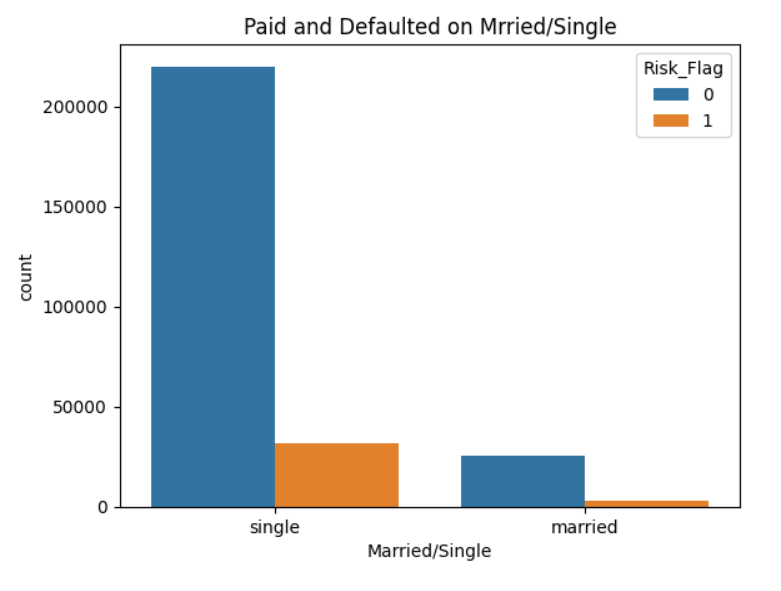 Paid and Defaulted on Mrried/Single
Risk_Flag
0
1
200000
150000
100000
50000
0
count
single
married
Married/Single